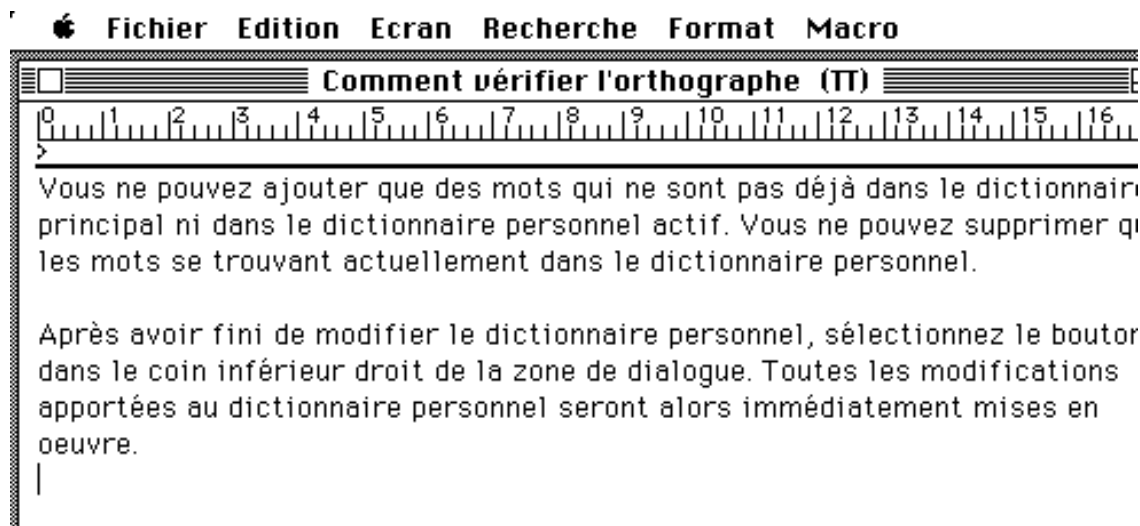 Fichier Edition Ecran Recherche Format Macro
Comment vérifier l'orthographe (TT)
0 1 2 3 4 5 6 7 8 9 10 11 12 13 14 15 16
>
Vous ne pouvez ajouter que des mots qui ne sont pas déjà dans le dictionnaire
principal ni dans le dictionnaire personnel actif. Vous ne pouvez supprimer qu
les mots se trouvant actuellement dans le dictionnaire personnel.
Après avoir fini de modifier le dictionnaire personnel, sélectionnez le bouton
dans le coin inférieur droit de la zone de dialogue. Toutes les modifications
apportées au dictionnaire personnel seront alors immédiatement mises en
oeuvre.